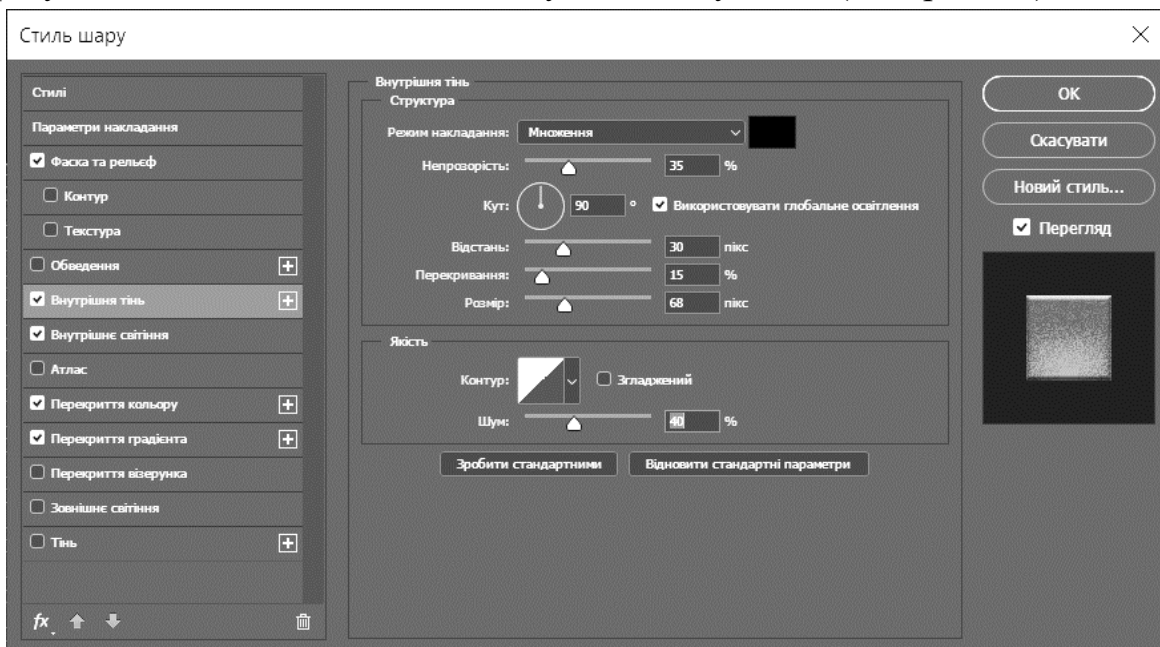 Стиль шару
Стилі
Параметри накладання
Фаска та рельєф
Контур
Текстура
Обведення
Внутрішня тінь
Внутрішнє світіння
Атлас
Перекриття кольору
Перекриття градієнта
Перекриття візерунка
Зовнішнє світіння
Тінь
fx
Внутрішня тінь
Структура
Режим накладання: Множення
Непрозорість: 35 %
Кут: 90 ° Використовувати глобальне освітлення
Відстань: 30 пікс
Перекривання: 15 %
Розмір: 68 пікс
Якість
Контур: Згладжений
Шум: 40 %
Зробити стандартними Відновити стандартні параметри
ОК
Скасувати
Новий стиль...
Перегляд